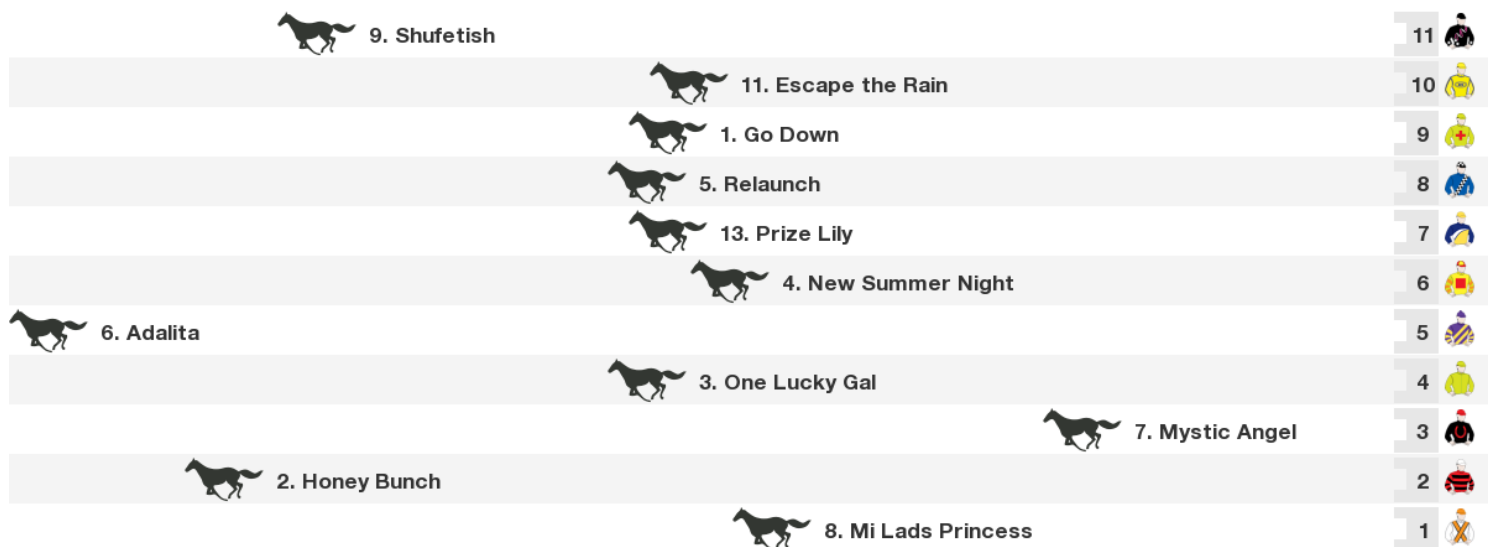 9. Shufetish 11
11. Escape the Rain 10
1. Go Down 9
5. Relaunch 8
13. Prize Lily 7
4. New Summer Night 6
6. Adalita 5
3. One Lucky Gal 4
7. Mystic Angel 3
2. Honey Bunch 2
8. Mi Lads Princess 1